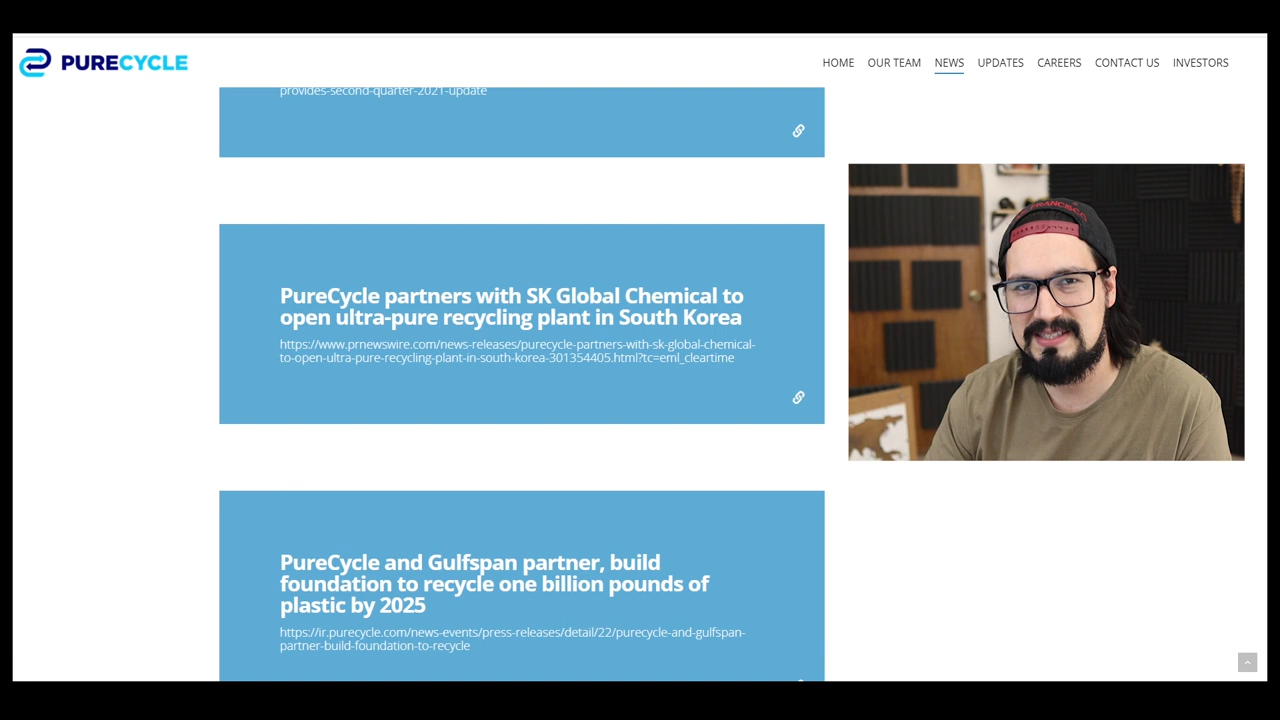 PURECYCLE
HOME OUR TEAM NEWS UPDATES CAREERS CONTACT US INVESTORS
provides-second-quarter-2021-update
PureCycle partners with SK Global Chemical to
open ultra-pure recycling plant in South Korea
https://www.prnewswire.com/news-releases/purecycle-partners-with-sk-global-chemical-
to-open-ultra-pure-recycling-plant-in-south-korea-301354405.html?tc=eml_cleartime
FRANCISCO
PureCycle and Gulfspan partner, build
foundation to recycle one billion pounds of
plastic by 2025
https://ir.purecycle.com/news-events/press-releases/detail/22/purecycle-and-gulfspan-
partner-build-foundation-to-recycle